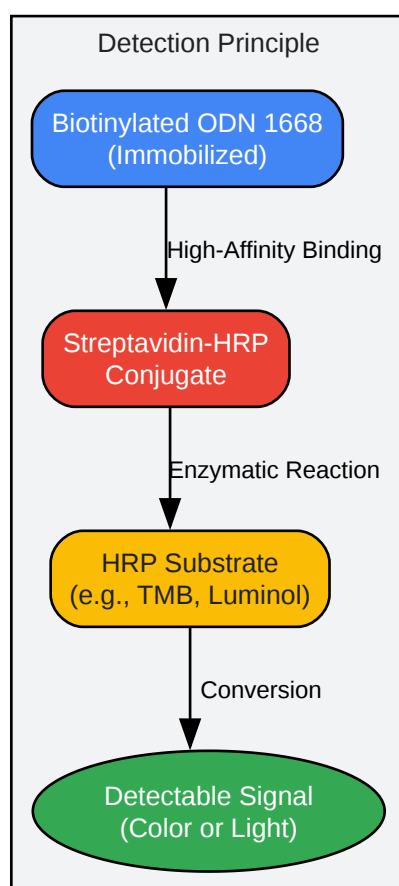 Detection Principle
Biotinylated ODN 1668
(Immobilized)
High-Affinity Binding
Streptavidin-HRP
Conjugate
Enzymatic Reaction
HRP Substrate
(e.g., TMB, Luminol)
Conversion
Detectable Signal
(Color or Light)